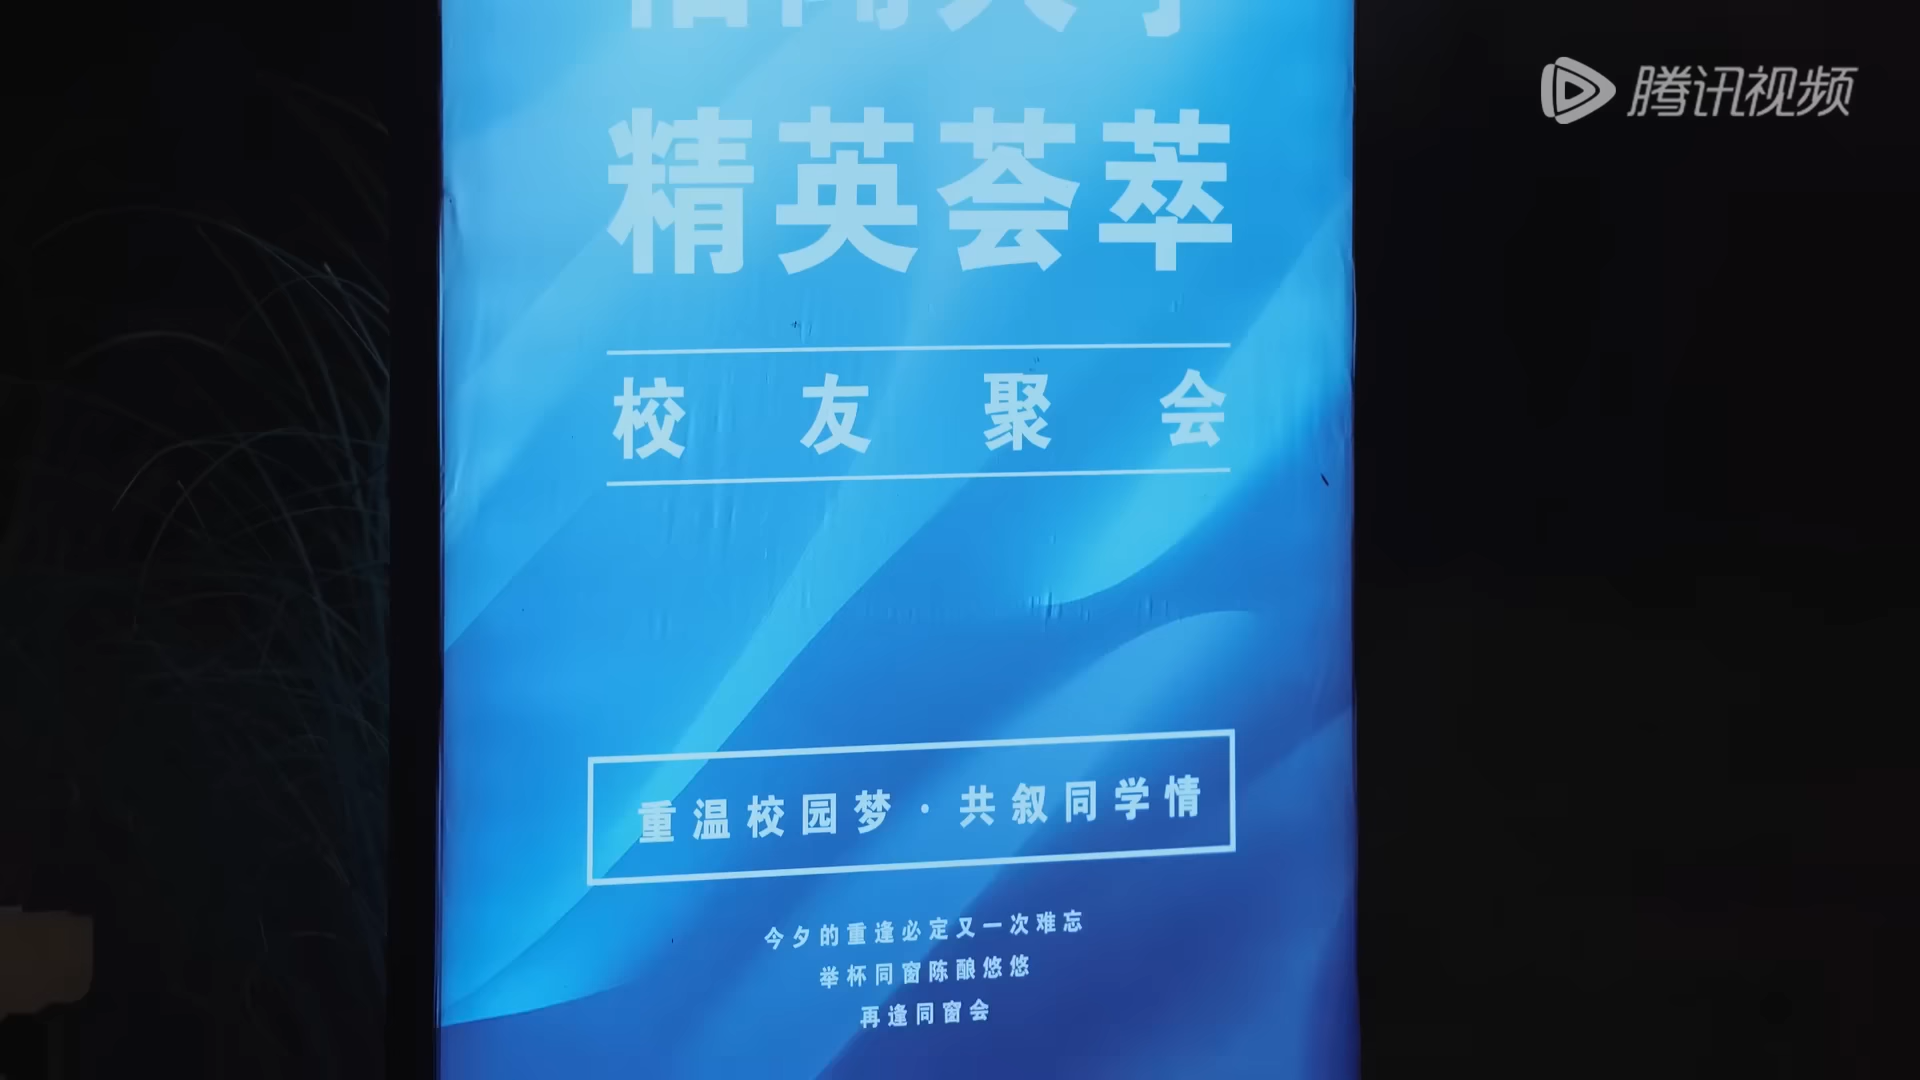 腾讯视频
精英荟萃
校友聚会
重温校园梦·共叙同学情
今夕的重逢必定又一次难忘
举杯同窗陈酿悠悠
再逢同窗会